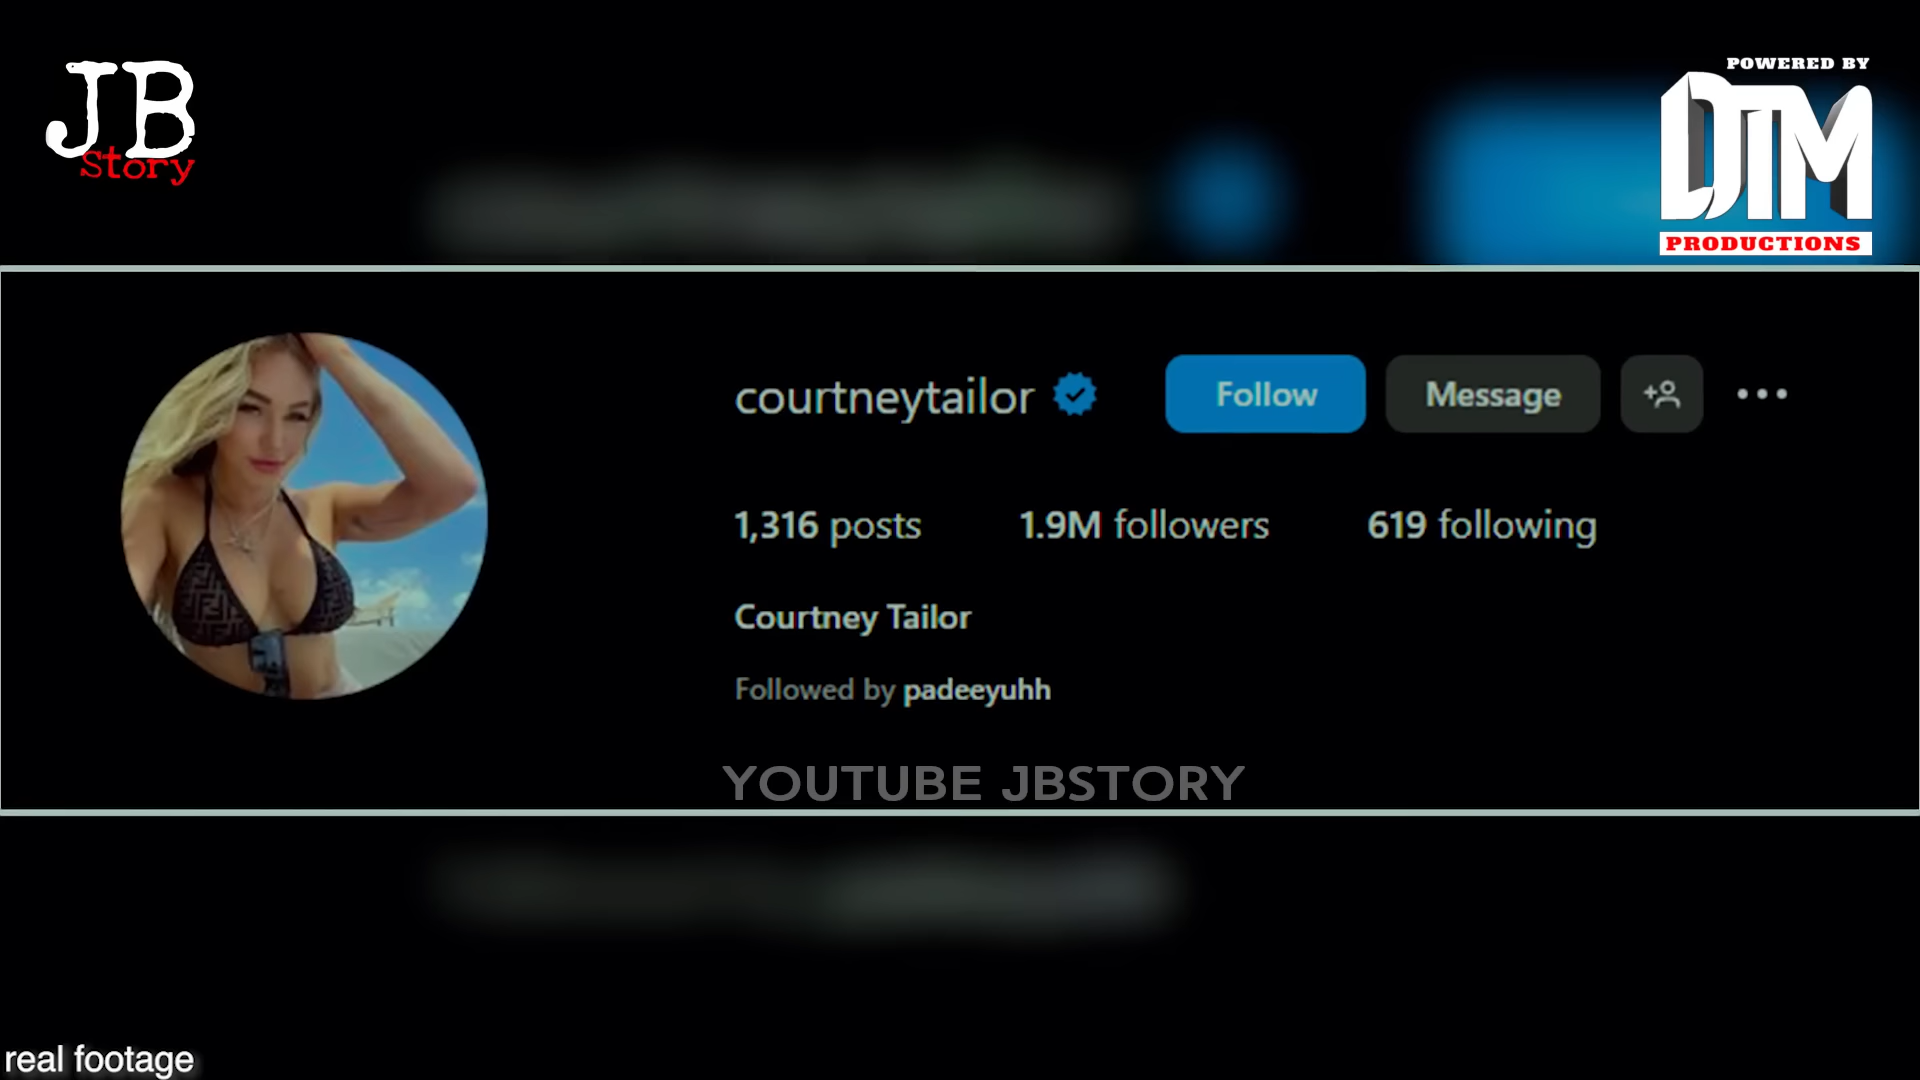 JB
Story
POWERED BY
DTM
PRODUCTIONS
courtneytailor
Follow
Message
1,316 posts
1.9M followers
619 following
Courtney Tailor
Followed by padeeyuhh
YOUTUBE JBSTORY
real footage